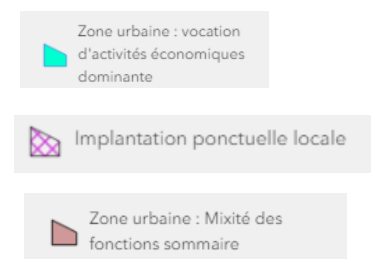 Zone urbaine : vocation
d'activités économiques
dominante
Implantation ponctuelle locale
Zone urbaine : Mixité des
fonctions sommaire